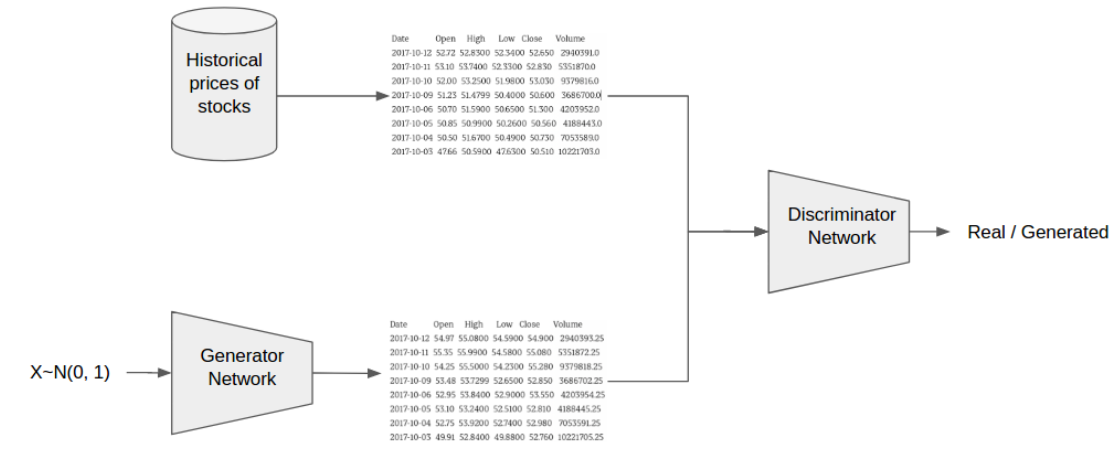 Historical
prices of
stocks
Date Open High Low Close Volume
2017-10-12 52.72 52.8300 52.3400 52.650 2940391.0
2017-10-11 53.10 53.7400 52.3300 52.830 5351870.0
2017-10-10 52.00 53.2500 51.9800 53.030 9379816.0
2017-10-09 51.23 51.4799 50.4000 50.600 3686700.0
2017-10-06 50.70 51.5900 50.6500 51.300 4203952.0
2017-10-05 50.85 50.9900 50.2600 50.560 4188443.0
2017-10-04 50.50 51.6700 50.4900 50.730 7053589.0
2017-10-03 47.66 50.5900 47.6300 50.510 10221703.0
Discriminator
Network
Real / Generated
X~N(0, 1)
Generator
Network
Date Open High Low Close Volume
2017-10-12 54.97 55.0800 54.5900 54.900 2940393.25
2017-10-11 55.35 55.9900 54.5800 55.080 5351872.25
2017-10-10 54.25 55.5000 54.2300 55.280 9379818.25
2017-10-09 53.48 53.7299 52.6500 52.850 3686702.25
2017-10-06 52.95 53.8400 52.9000 53.550 4203954.25
2017-10-05 53.10 53.2400 52.5100 52.810 4188445.25
2017-10-04 52.75 53.9200 52.7400 52.980 7053591.25
2017-10-03 49.91 52.8400 49.8800 52.760 10221705.25